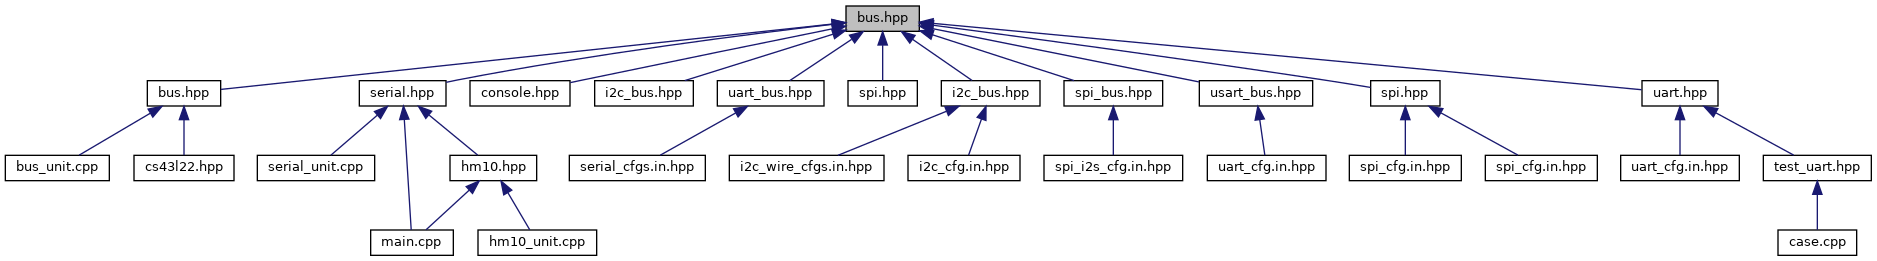 bus.hpp
bus.hpp
serial.hpp
console.hpp
i2c_bus.hpp
uart_bus.hpp
spi.hpp
i2c_bus.hpp
spi_bus.hpp
usart_bus.hpp
spi.hpp
uart.hpp
bus_unit.cpp
cs43l22.hpp
serial_unit.cpp
hm10.hpp
serial_cfgs.in.hpp
i2c_wire_cfgs.in.hpp
i2c_cfg.in.hpp
spi_i2s_cfg.in.hpp
uart_cfg.in.hpp
spi_cfg.in.hpp
spi_cfg.in.hpp
uart_cfg.in.hpp
test_uart.hpp
main.cpp
hm10_unit.cpp
case.cpp